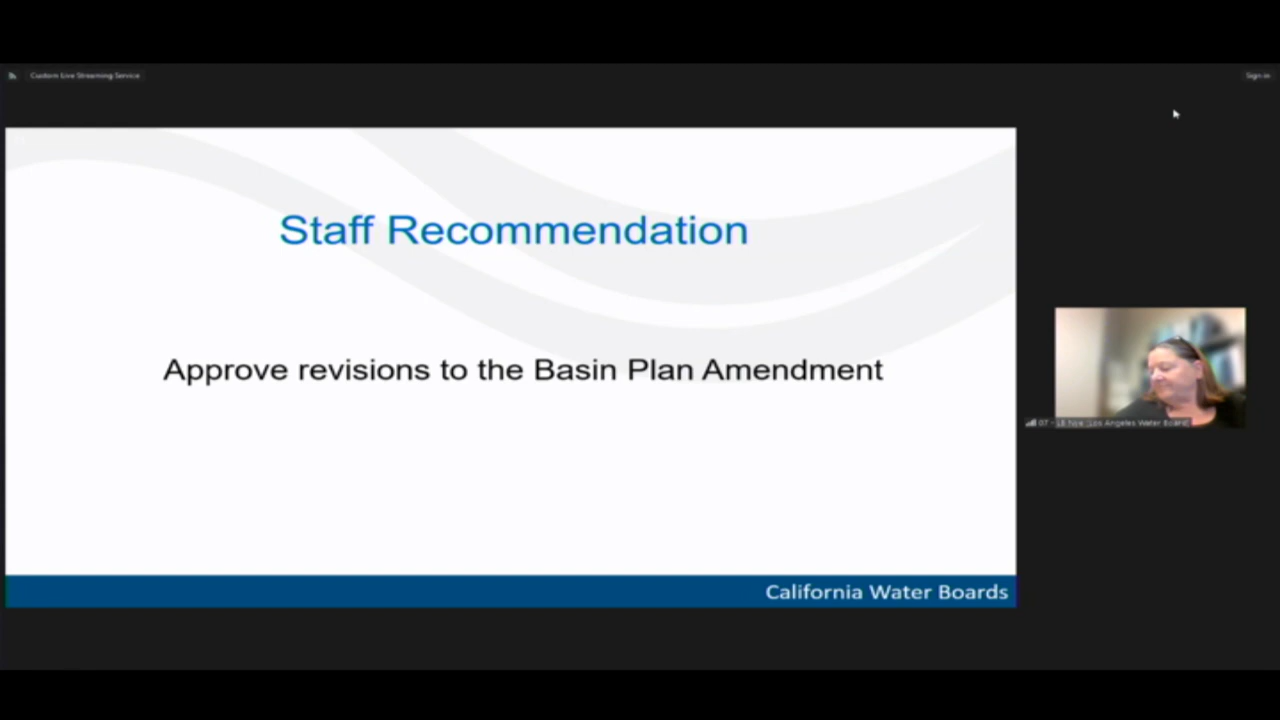 Custom Live Streaming Service
Sign in
Staff Recommendation
Approve revisions to the Basin Plan Amendment
Los Angeles Water Board
California Water Boards